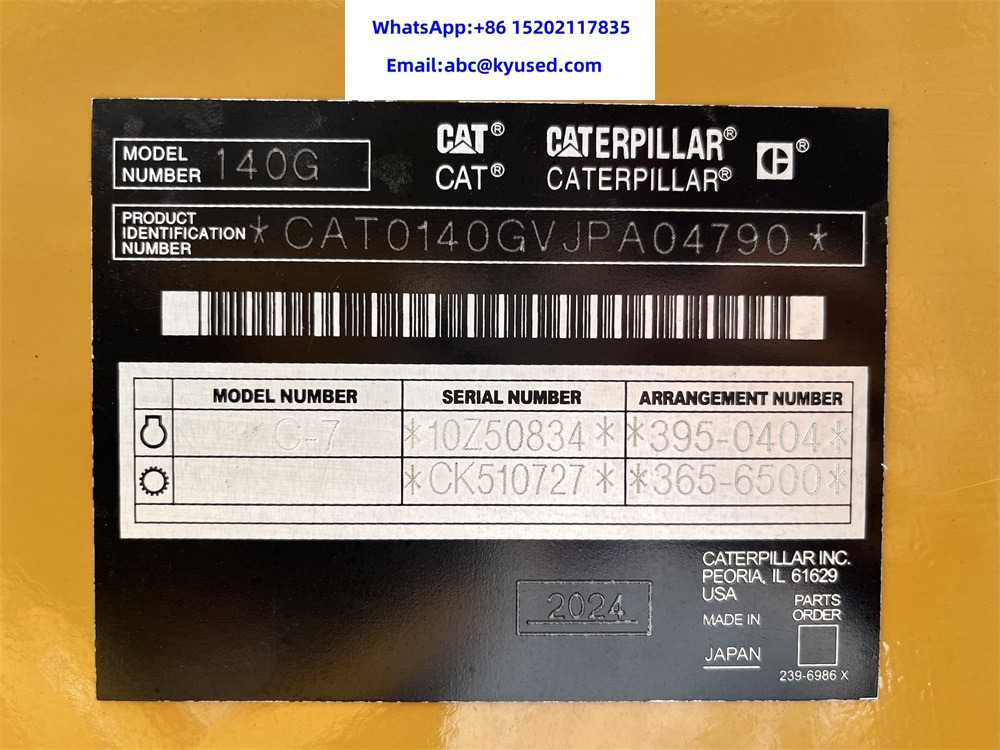 WhatsApp:+86 15202117835
Email:abc@kyused.com
CAT® CATERPILLAR®
CAT® CATERPILLAR®
C®
MODEL NUMBER 140G
PRODUCT IDENTIFICATION NUMBER *CAT0140GVJPA04790*
MODEL NUMBER SERIAL NUMBER ARRANGEMENT NUMBER
C-7 *10Z50834* *395-0404*
*CK510727* *365-6500*
CATERPILLAR INC.
PEORIA, IL 61629
USA
2024
MADE IN
JAPAN
PARTS
ORDER
239-6986 X